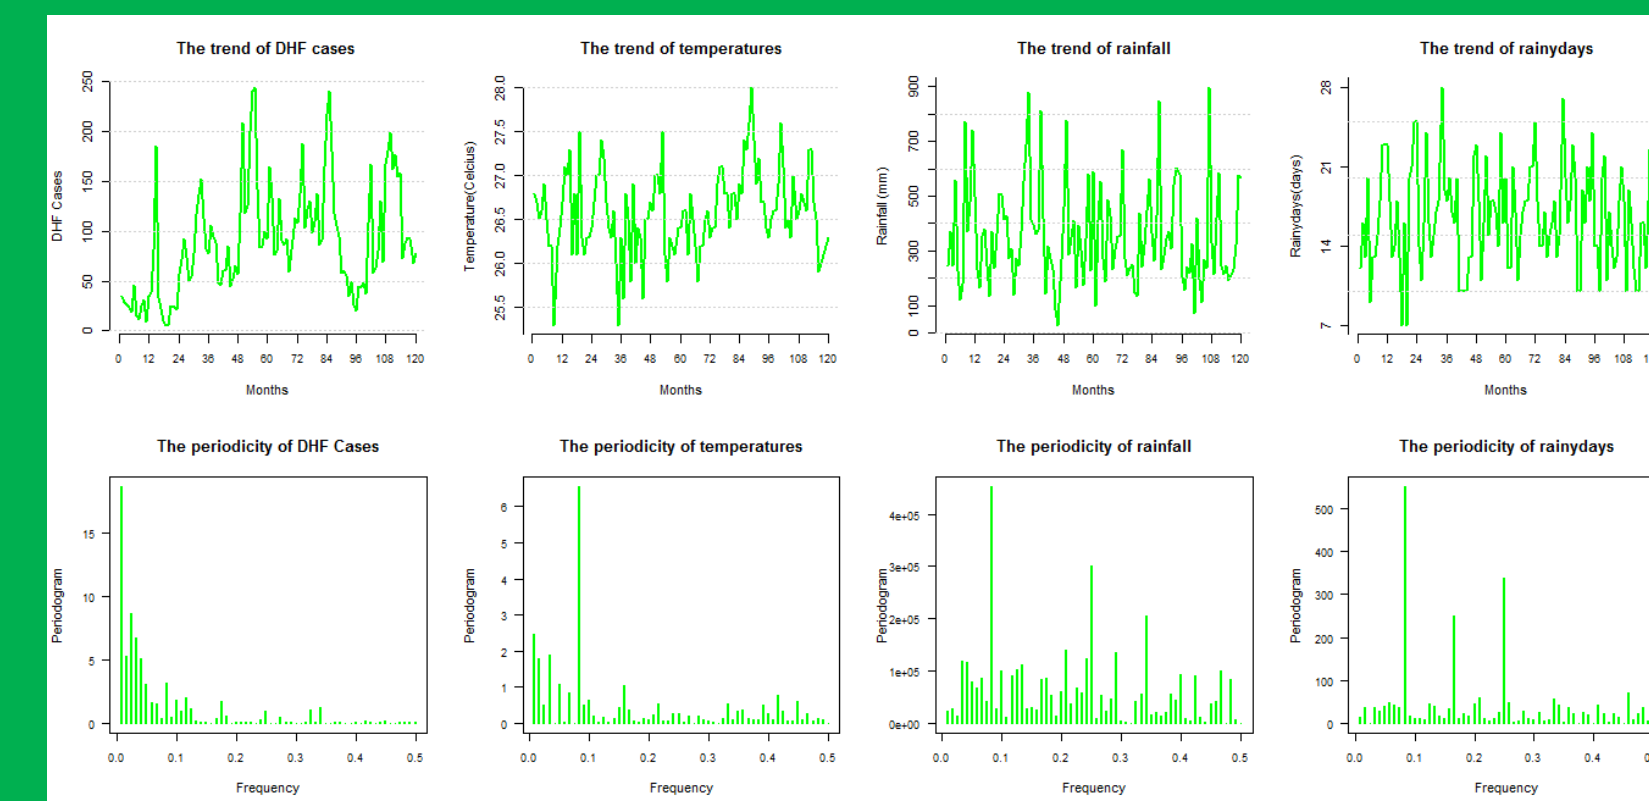 The trend of DHF cases
The trend of temperatures
The trend of rainfall
The trend of rainydays
DHF Cases
250
200
150
100
50
0
0 12 24 36 48 60 72 84 96 108 120
Months
Temperature(Celcius)
28.0
27.5
27.0
26.5
26.0
25.5
0 12 24 36 48 60 72 84 96 108 120
Months
Rainfall (mm)
900
700
500
300
100
0
0 12 24 36 48 60 72 84 96 108 120
Months
Rainydays(days)
28
21
14
7
0 12 24 36 48 60 72 84 96 108
Months
The periodicity of DHF Cases
The periodicity of temperatures
The periodicity of rainfall
The periodicity of rainydays
Periodogram
15
10
5
0
0.0 0.1 0.2 0.3 0.4 0.5
Frequency
Periodogram
6
5
4
3
2
1
0
0.0 0.1 0.2 0.3 0.4 0.5
Frequency
Periodogram
4e+05
3e+05
2e+05
1e+05
0e+00
0.0 0.1 0.2 0.3 0.4 0.5
Frequency
Periodogram
500
400
300
200
100
0
0.0 0.1 0.2 0.3 0.4
Frequency